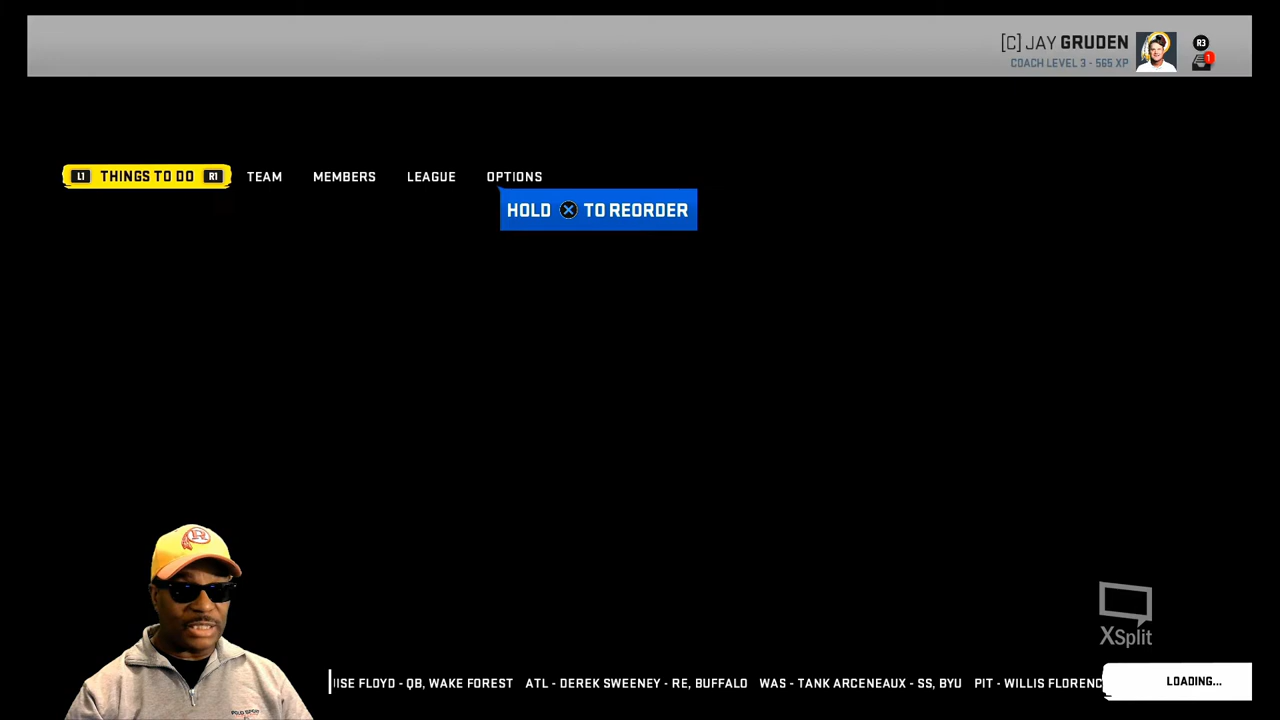 [C] JAY GRUDEN
R3
COACH LEVEL 3 - 565 XP
1
L1 THINGS TO DO R1 TEAM MEMBERS LEAGUE OPTIONS
HOLD TO REORDER
R
XSplit
FLOYD - QB, WAKE FOREST ATL - DEREK SWEENEY - RE, BUFFALO WAS - TANK ARCENEAUX - SS, BYU PIT - WILLIS FLORENC
LOADING...